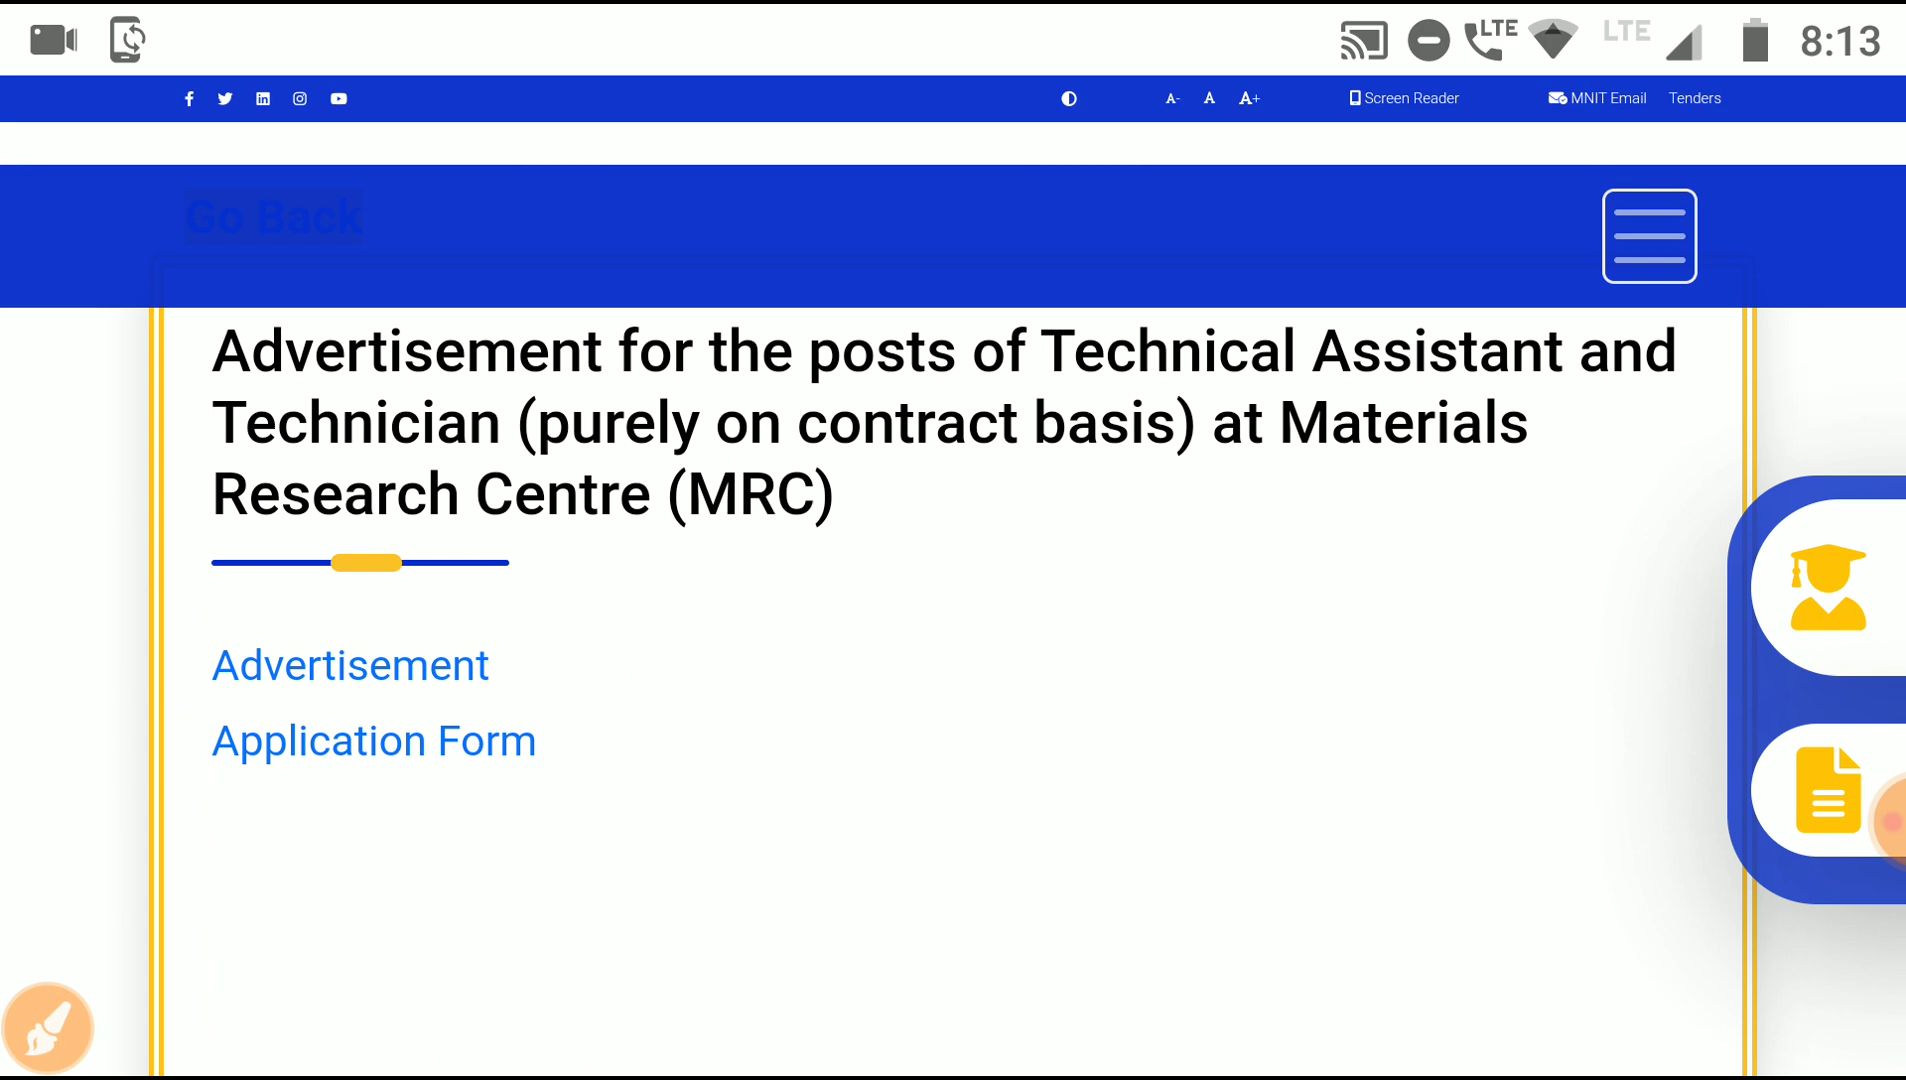 LTE LTE 8:13
A- A A+ Screen Reader MNIT Email Tenders
Go Back
Advertisement for the posts of Technical Assistant and
Technician (purely on contract basis) at Materials
Research Centre (MRC)
Advertisement
Application Form